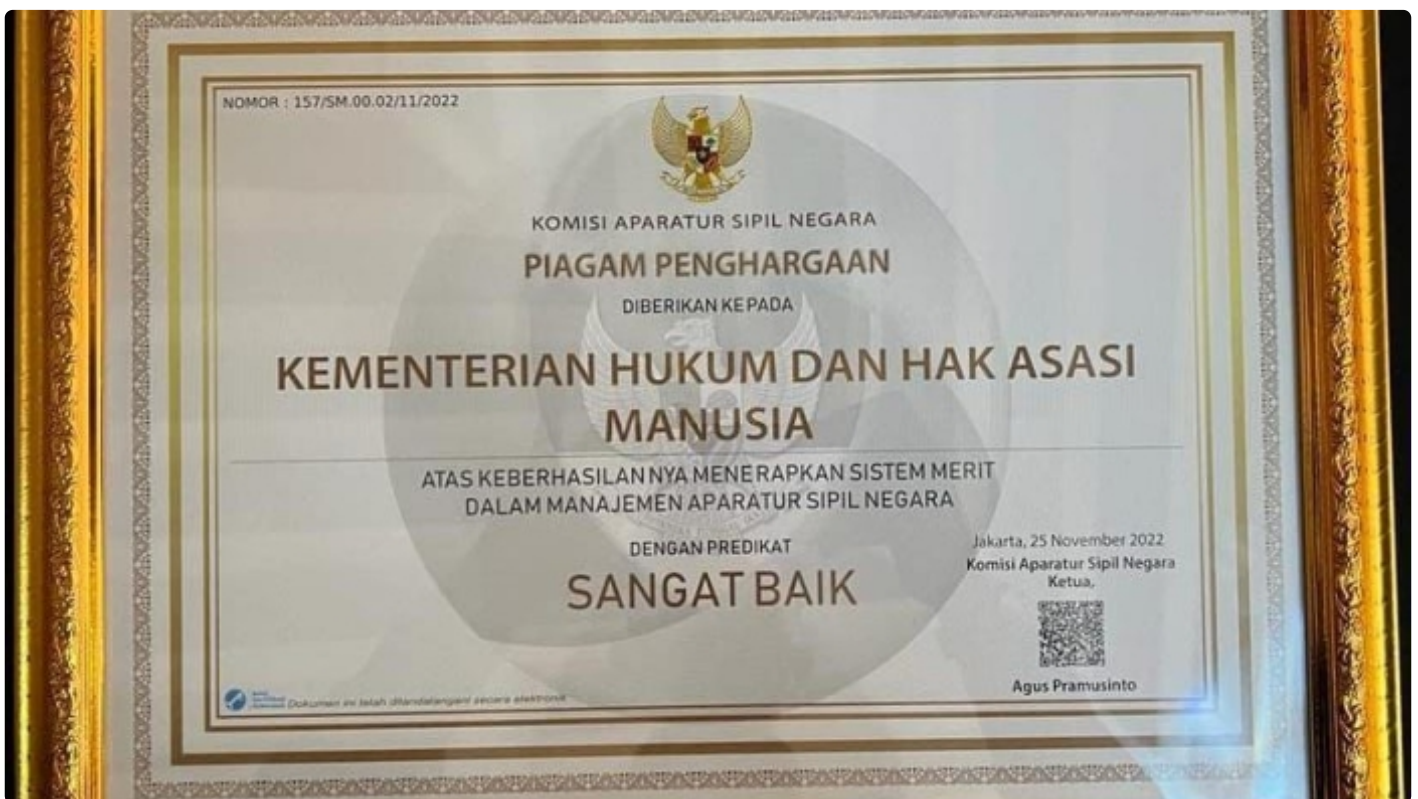 NOMOR : 157/SM.00.02/11/2022
KOMISI APARATUR SIPIL NEGARA
PIAGAM PENGHARGAAN
DIBERIKAN KEPADA
KEMENTERIAN HUKUM DAN HAK ASASI
MANUSIA
ATAS KEBERHASILANNYA MENERAPKAN SISTEM MERIT
DALAM MANAJEMEN APARATUR SIPIL NEGARA
DENGAN PREDIKAT
SANGAT BAIK
Jakarta, 25 November 2022
Komisi Aparatur Sipil Negara
Ketua,
Agus Pramusinto
Dokumen ini telah ditandatangani secara elektronik